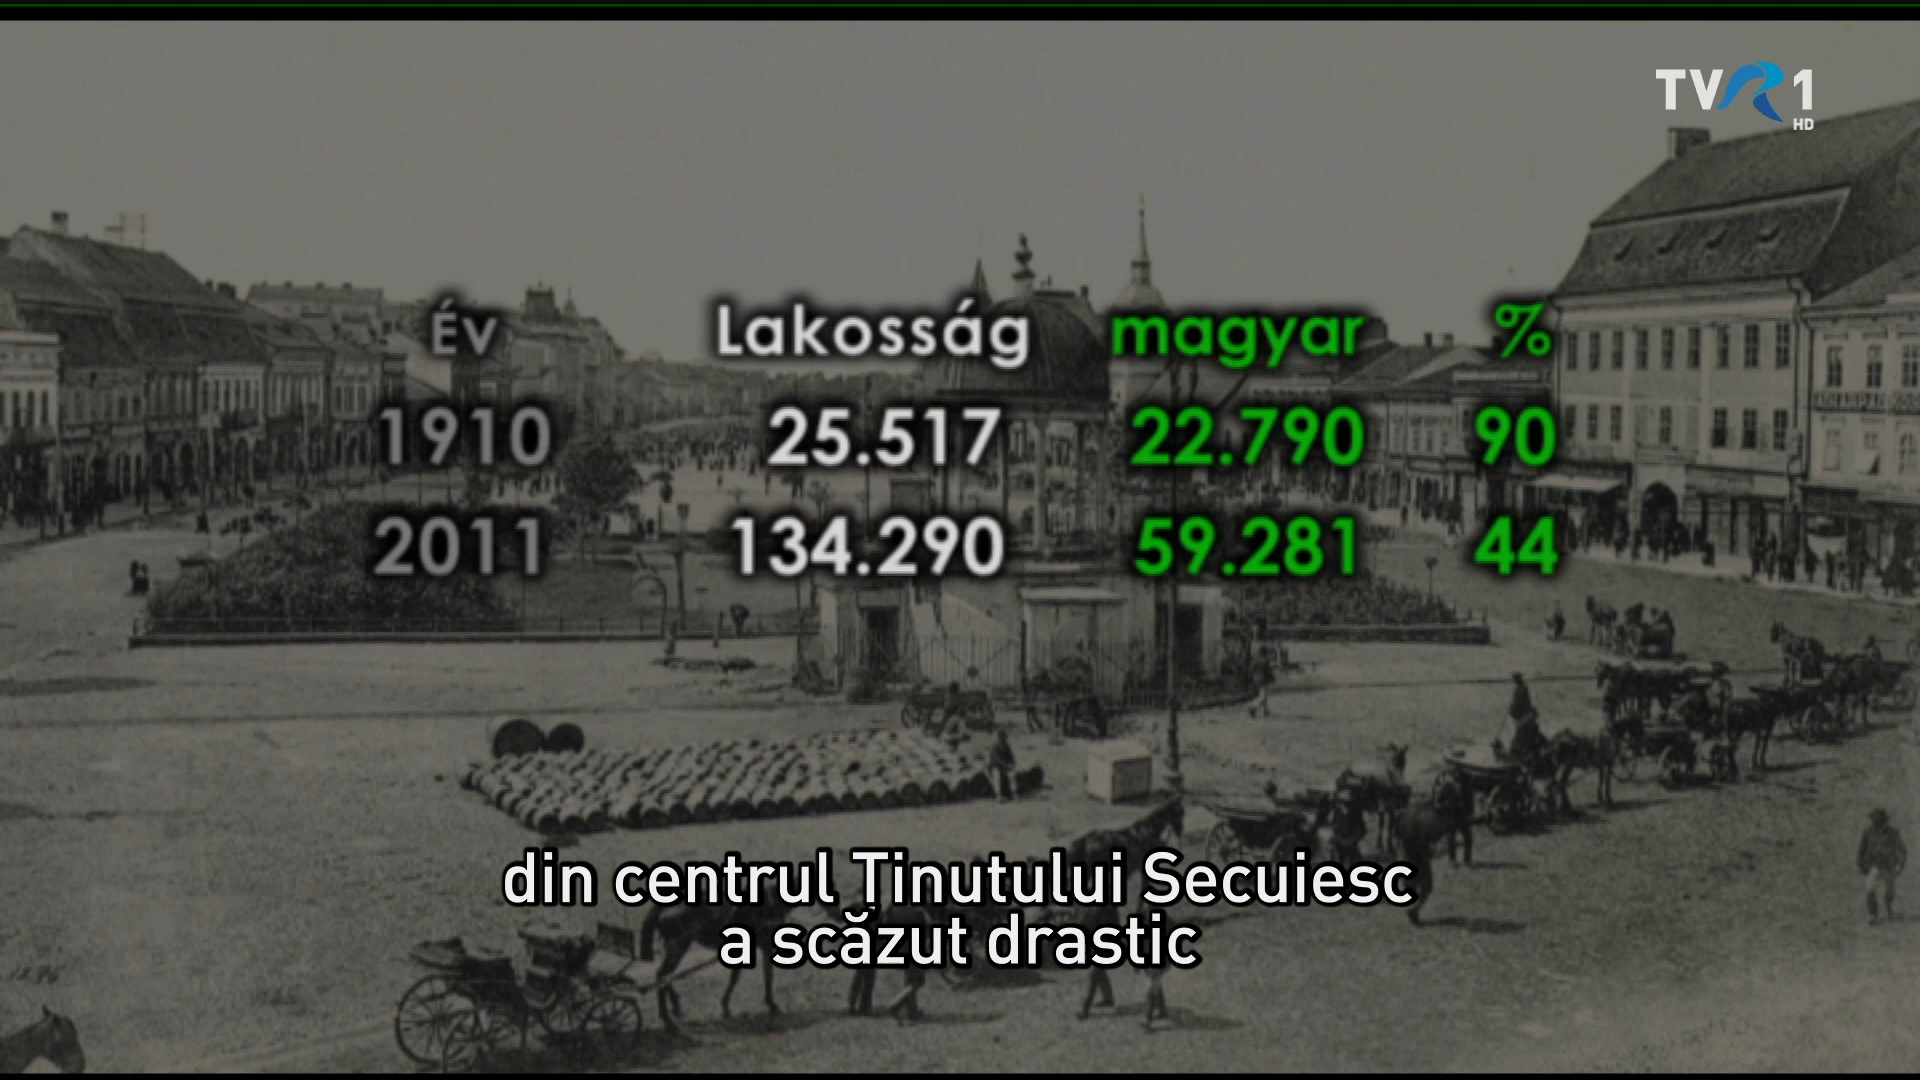 TVR1
HD
Év Lakosság magyar %
1910 25.517 22.790 90
2011 134.290 59.281 44
din centrul Ținutului Secuiesc
a scăzut drastic